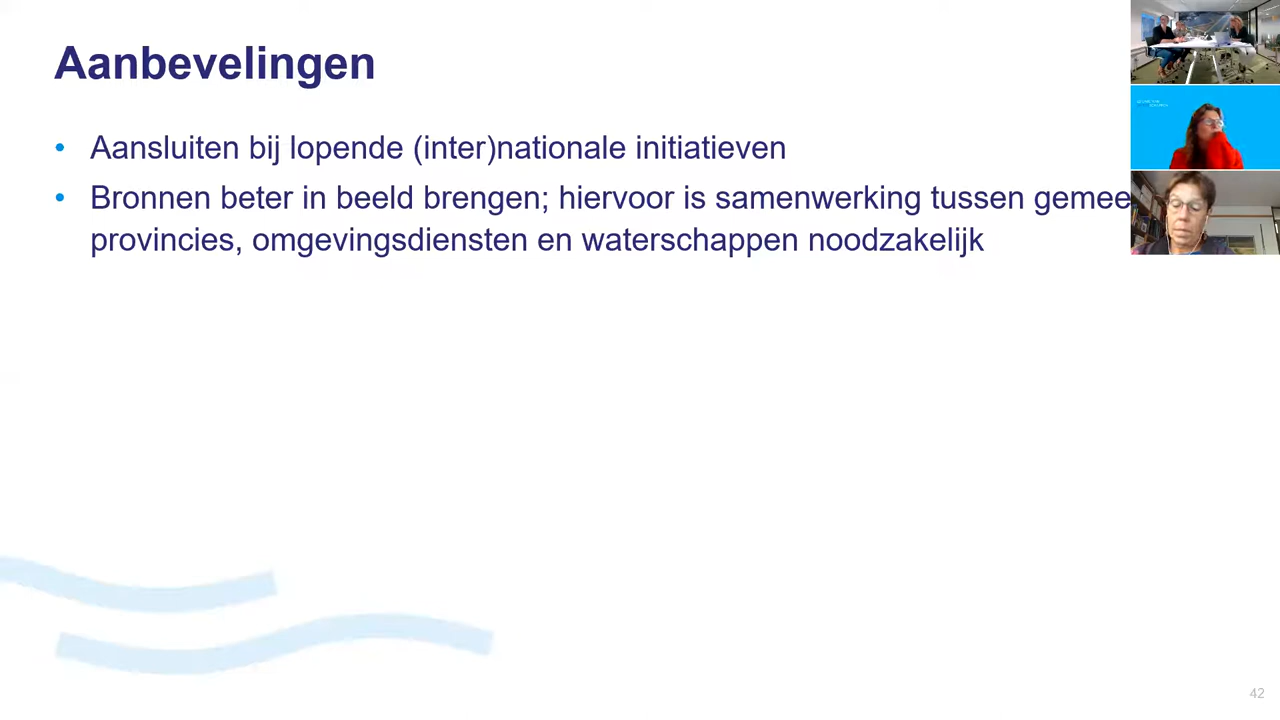 Aanbevelingen
• Aansluiten bij lopende (inter)nationale initiatieven
• Bronnen beter in beeld brengen; hiervoor is samenwerking tussen gemee
provincies, omgevingsdiensten en waterschappen noodzakelijk
42